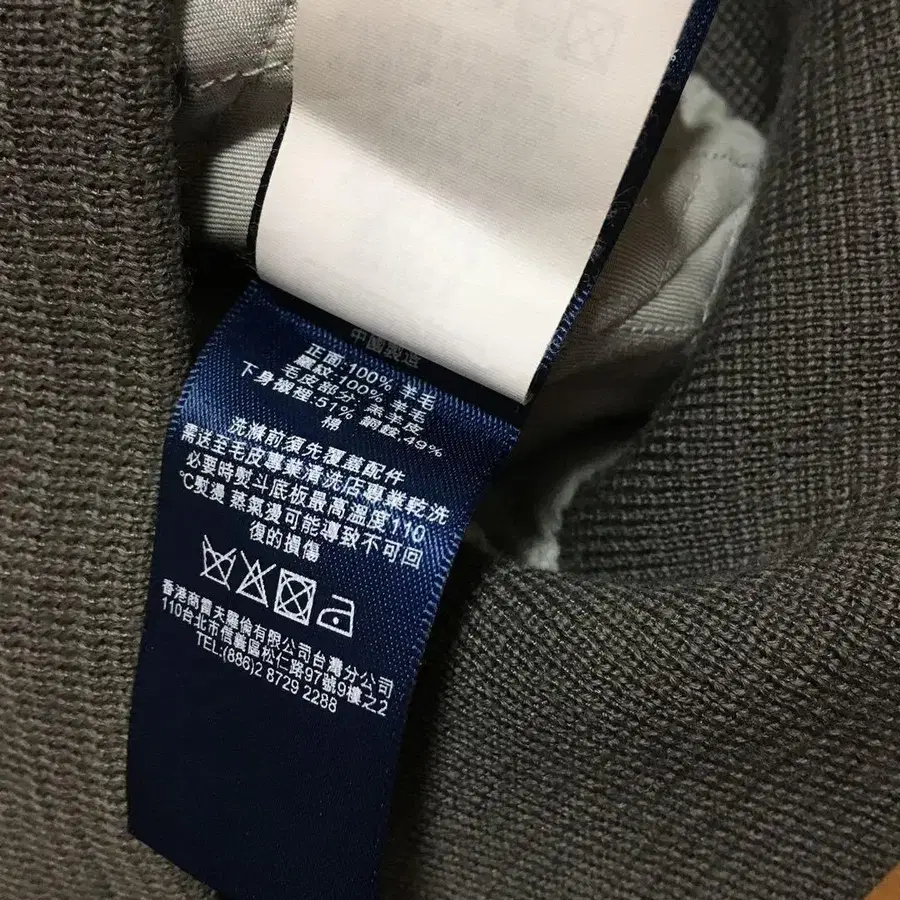 中國製造
正面:100% 羊毛
羅紋:100% 羊毛
毛皮部分:為羊皮
下身襯裡:51% 銅銨,49%
棉
洗滌前須先覆蓋配件
需送至毛皮專業清洗店專業乾洗
必要時熨斗底板最高溫度110
℃熨燙 蒸氣燙可能導致不可回
復的損傷
香港商雷夫羅倫有限公司台灣分公司
110台北市信義區松仁路97號9樓之2
TEL:(886)2 8729 2288